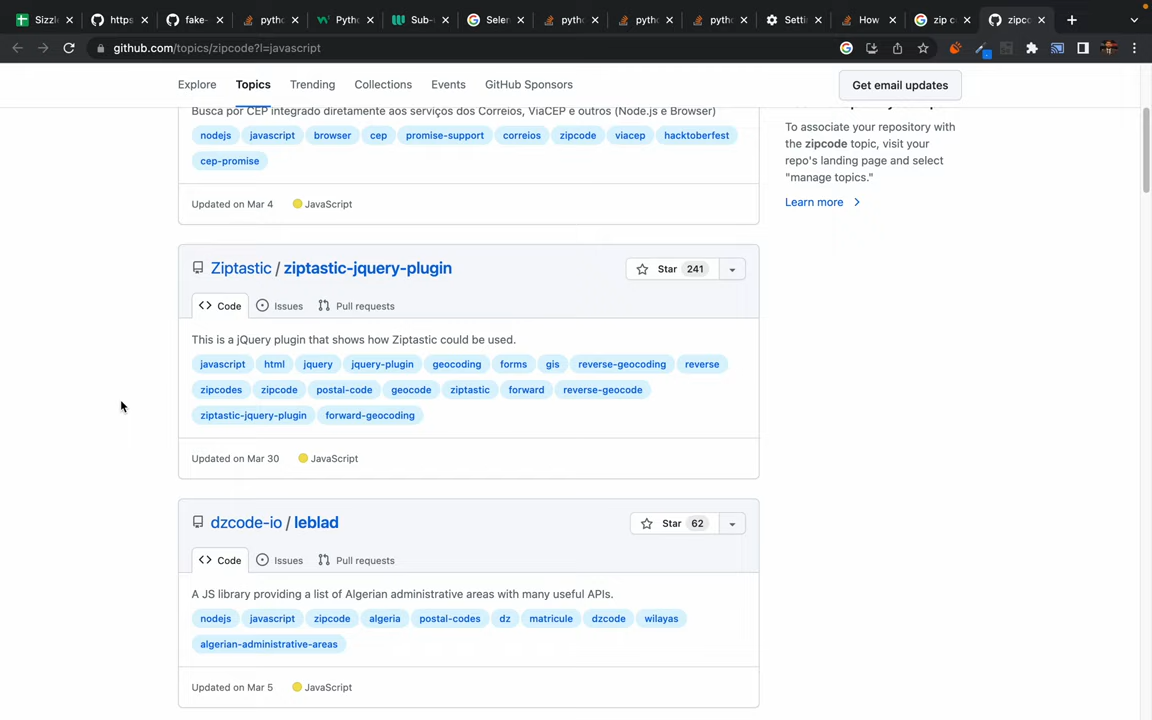 Sizzle
https
fake-
pytho
Pytho
Sub-
Selen
pytho
pytho
pytho
Setti
How
zip c
zipco
github.com/topics/zipcode?l=javascript
Explore Topics Trending Collections Events GitHub Sponsors
Get email updates
Busca por CEP integrado diretamente aos serviços dos Correios, ViaCEP e outros (Node.js e Browser)
nodejs javascript browser cep promise-support correios zipcode viacep hacktoberfest
cep-promise
Updated on Mar 4 JavaScript
To associate your repository with
the zipcode topic, visit your
repo's landing page and select
"manage topics."
Learn more
Ziptastic / ziptastic-jquery-plugin
Star 241
Code Issues Pull requests
This is a jQuery plugin that shows how Ziptastic could be used.
javascript html jquery jquery-plugin geocoding forms gis reverse-geocoding reverse
zipcodes zipcode postal-code geocode ziptastic forward reverse-geocode
ziptastic-jquery-plugin forward-geocoding
Updated on Mar 30 JavaScript
dzcode-io / leblad
Star 62
Code Issues Pull requests
A JS library providing a list of Algerian administrative areas with many useful APIs.
nodejs javascript zipcode algeria postal-codes dz matricule dzcode wilayas
algerian-administrative-areas
Updated on Mar 5 JavaScript